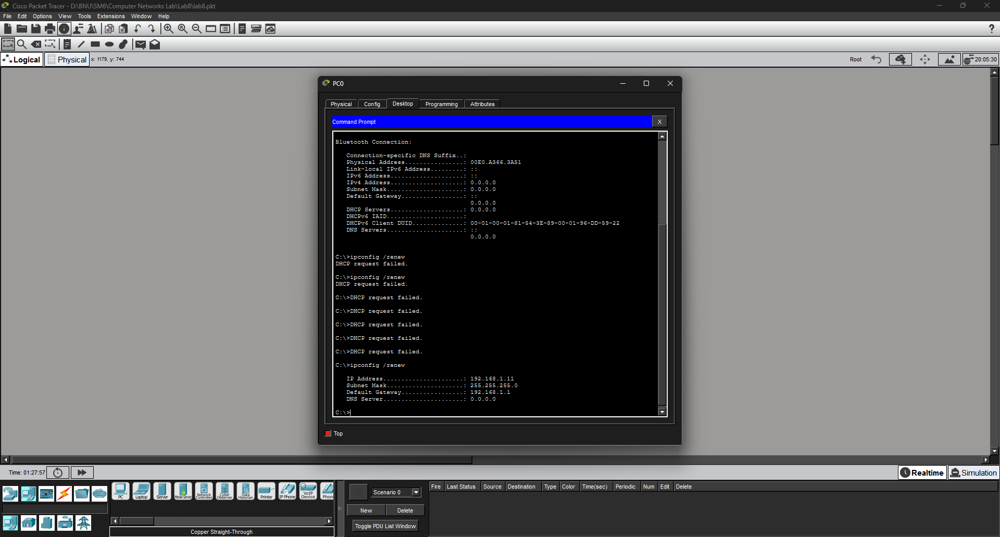 Cisco Packet Tracer - D:\BNU\SM6\Computer Networks Lab\Lab8\lab8.pkt
File Edit Options View Tools Extensions Window Help
Logical Physical x: 1179, y: 744 Root 20:05:30
PC0
Physical Config Desktop Programming Attributes
Command Prompt X
Bluetooth Connection:
Connection-specific DNS Suffix..:
Physical Address................: 00E0.A366.3A51
Link-local IPv6 Address.........: ::
IPv6 Address....................: ::
IPv4 Address....................: 0.0.0.0
Subnet Mask.....................: 0.0.0.0
Default Gateway.................: ::
0.0.0.0
DHCP Servers....................: 0.0.0.0
DHCPv6 IAID.....................:
DHCPv6 Client DUID..............: 00-01-00-01-81-54-3E-89-00-01-96-DD-59-22
DNS Servers.....................: ::
0.0.0.0
C:\>ipconfig /renew
DHCP request failed.
C:\>ipconfig /renew
DHCP request failed.
C:\>DHCP request failed.
C:\>DHCP request failed.
C:\>DHCP request failed.
C:\>DHCP request failed.
C:\>DHCP request failed.
C:\>ipconfig /renew
IP Address......................: 192.168.1.11
Subnet Mask.....................: 255.255.255.0
Default Gateway.................: 192.168.1.1
DNS Server......................: 0.0.0.0
C:\>
Top
Time: 01:27:57 Realtime Simulation
PC Laptop Server Meraki Server Network Controller Cyber Observer Data Historian Printer IP Phone VoIP Device Phon
Scenario 0
New Delete
Toggle PDU List Window
Fire Last Status Source Destination Type Color Time(sec) Periodic Num Edit Delete
Copper Straight-Through